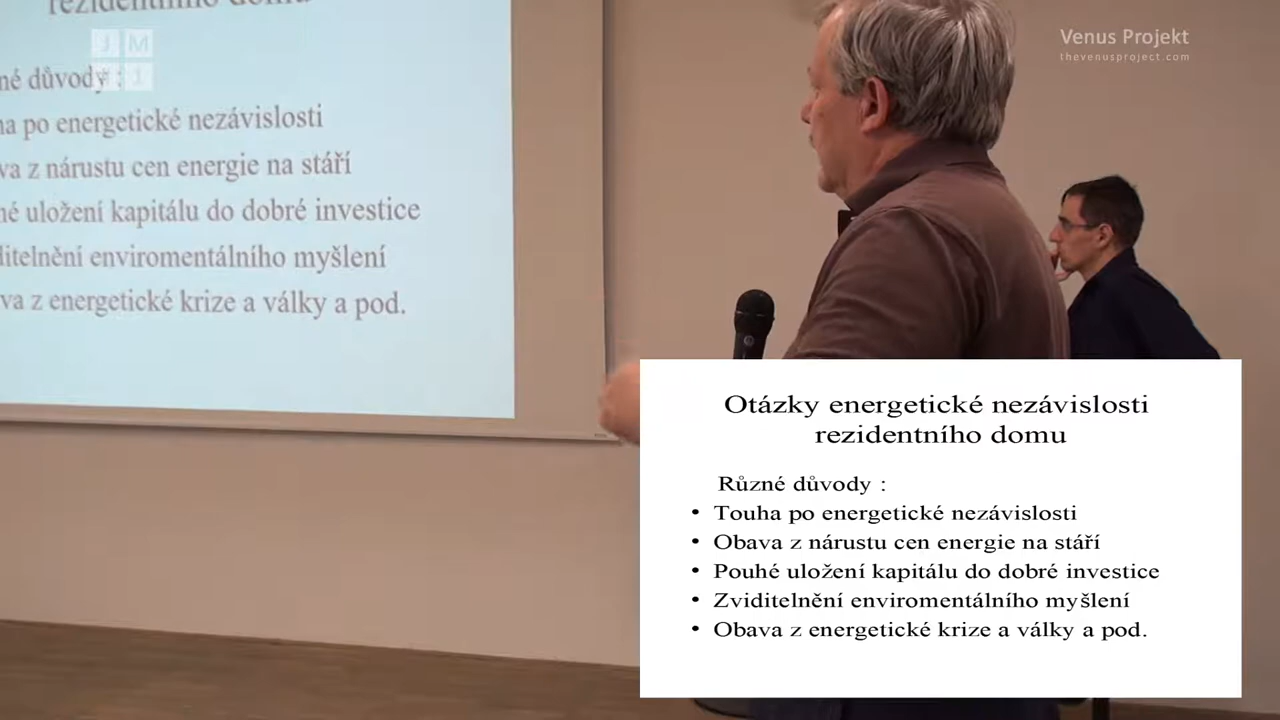 rezidentního domu
né důvody :
ha po energetické nezávislosti
va z nárustu cen energie na stáří
né uložení kapitálu do dobré investice
ditelnění enviromentálního myšlení
va z energetické krize a války a pod.
J M
H I
Venus Projekt
thevenusproject.com
Otázky energetické nezávislosti
rezidentního domu
Různé důvody :
• Touha po energetické nezávislosti
• Obava z nárustu cen energie na stáří
• Pouhé uložení kapitálu do dobré investice
• Zviditelnění enviromentálního myšlení
• Obava z energetické krize a války a pod.